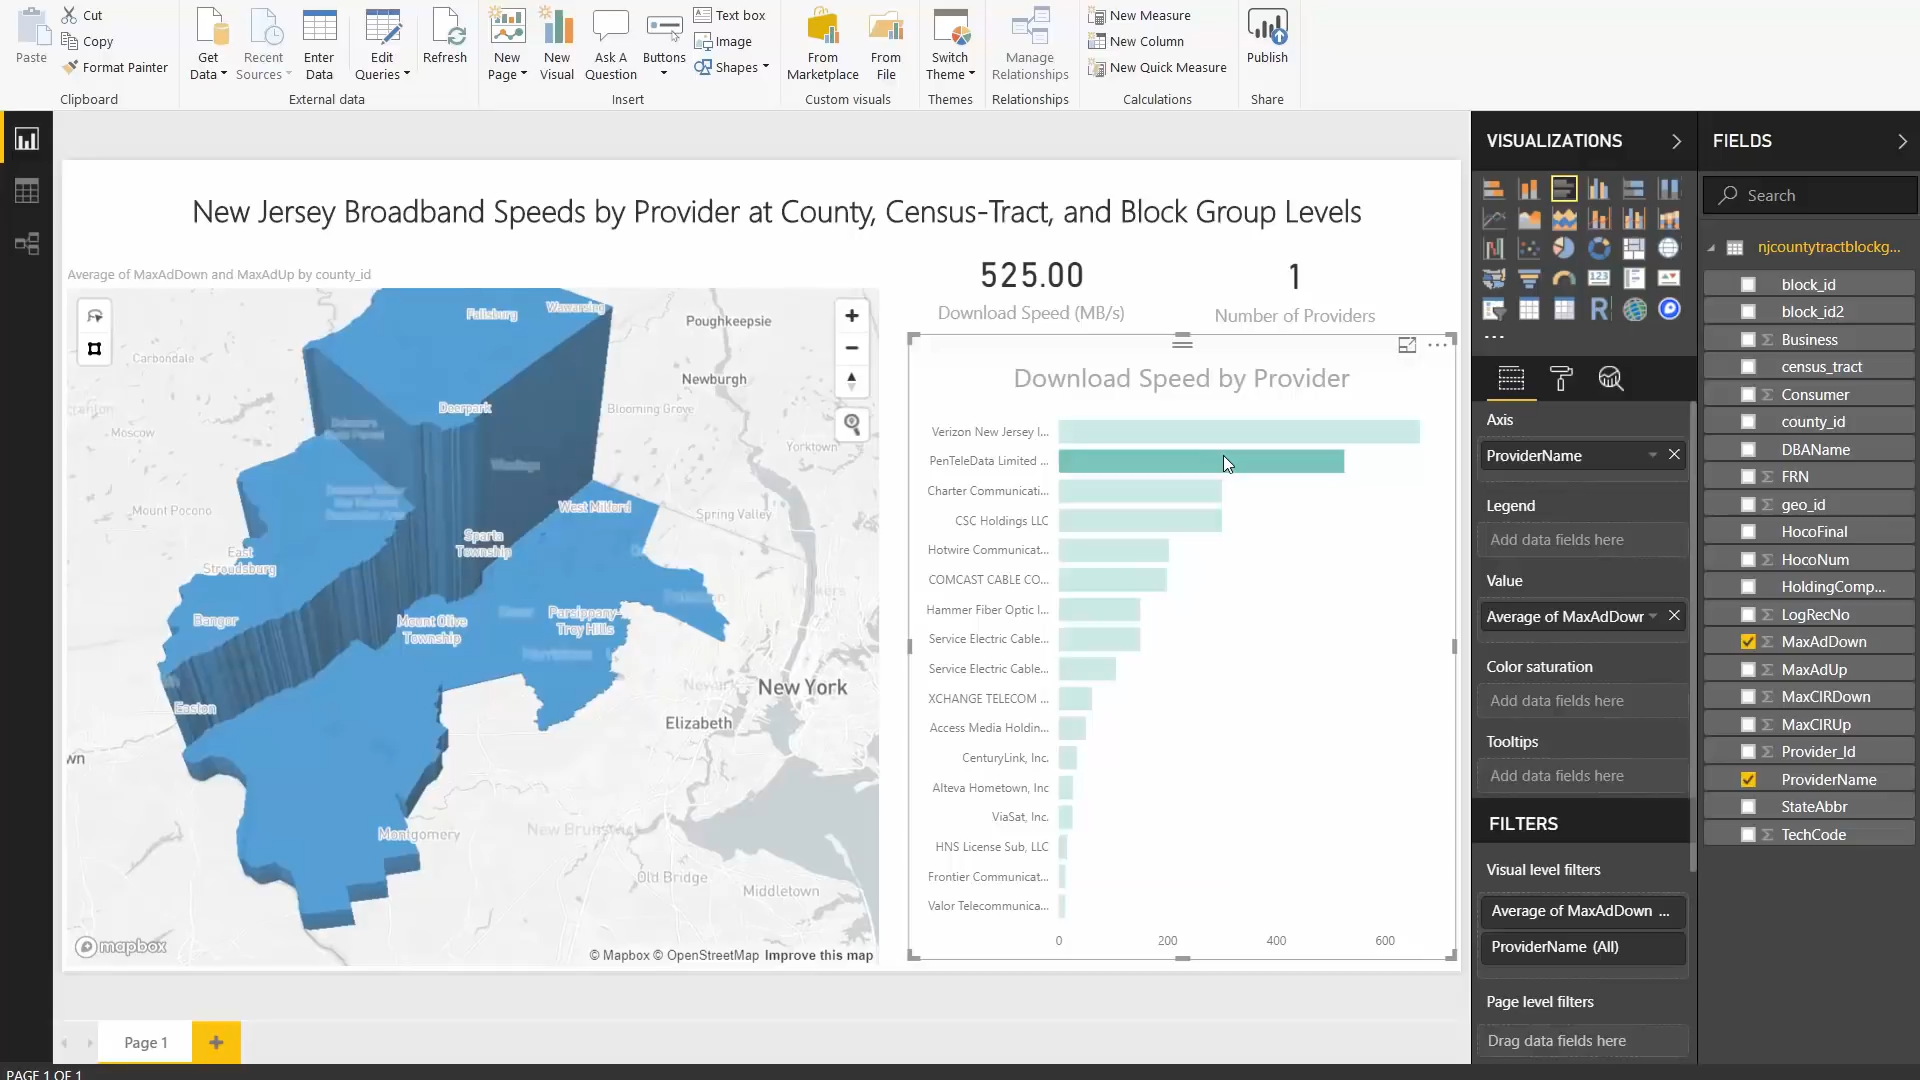 Paste
Cut
Copy
Format Painter
Clipboard
Get
Data
Recent
Sources
Enter
Data
Edit
Queries
Refresh
External data
New
Page
New
Visual
Ask A
Question
Buttons
Text box
Image
Shapes
Insert
From
Marketplace
From
File
Custom visuals
Switch
Theme
Themes
Manage
Relationships
Relationships
New Measure
New Column
New Quick Measure
Calculations
Publish
Share
New Jersey Broadband Speeds by Provider at County, Census-Tract, and Block Group Levels
Average of MaxAdDown and MaxAdUp by county_id
525.00
Download Speed (MB/s)
1
Number of Providers
Fallsburg
Wawarsing
Poughkeepsie
Carbondale
Newburgh
Deerpark
Blooming Grove
Moscow
Yorktown
Mount Pocono
West Milford
Spring Valley
Sparta
Township
East
Stroudsburg
Bangor
Mount Olive
Township
Parsippany-
Troy Hills
Easton
Newark
New York
Elizabeth
wn
Montgomery
New Brunswick
Old Bridge
Middletown
mapbox
© Mapbox © OpenStreetMap Improve this map
Download Speed by Provider
Verizon New Jersey I...
PenTeleData Limited ...
Charter Communicati...
CSC Holdings LLC
Hotwire Communicat...
COMCAST CABLE CO...
Hammer Fiber Optic I...
Service Electric Cable...
Service Electric Cable...
XCHANGE TELECOM ...
Access Media Holdin...
CenturyLink, Inc.
Alteva Hometown, Inc
ViaSat, Inc.
HNS License Sub, LLC
Frontier Communicat...
Valor Telecommunica...
0 200 400 600
Page 1
PAGE 1 OF 1
VISUALIZATIONS
Axis
ProviderName
Legend
Add data fields here
Value
Average of MaxAdDowr
Color saturation
Add data fields here
Tooltips
Add data fields here
FILTERS
Visual level filters
Average of MaxAdDown ...
ProviderName (All)
Page level filters
Drag data fields here
FIELDS
Search
njcountytractblockg...
block_id
block_id2
Business
census_tract
Consumer
county_id
DBAName
FRN
geo_id
HocoFinal
HocoNum
HoldingComp...
LogRecNo
MaxAdDown
MaxAdUp
MaxCIRDown
MaxCIRUp
Provider_Id
ProviderName
StateAbbr
TechCode